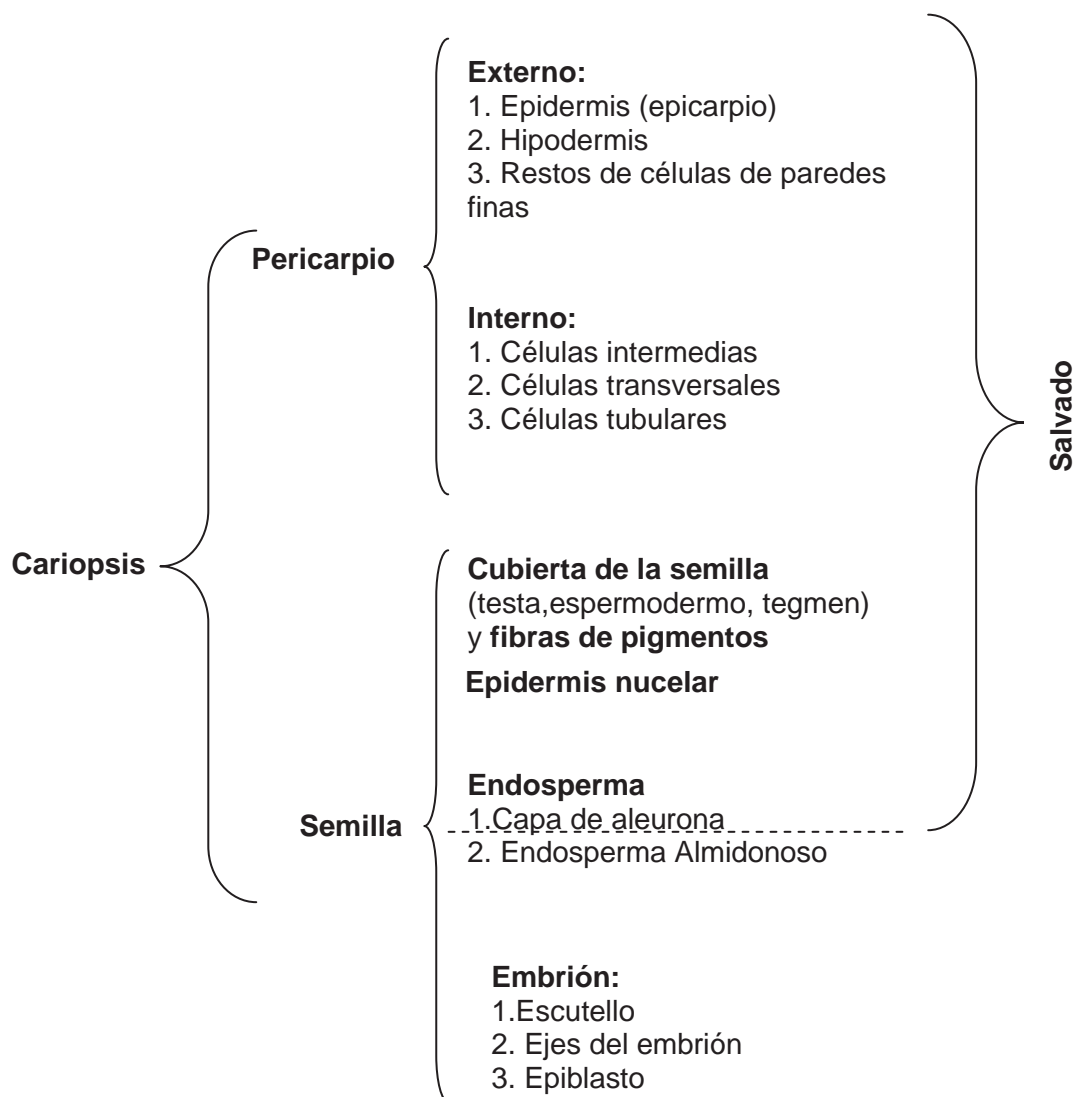 Externo:
1. Epidermis (epicarpio)
2. Hipodermis
3. Restos de células de paredes
finas
Pericarpio
Interno:
1. Células intermedias
2. Células transversales
3. Células tubulares
Salvado
Cariopsis
Cubierta de la semilla
(testa,espermodermo, tegmen)
y fibras de pigmentos
Epidermis nucelar
Endosperma
1.Capa de aleurona
Semilla
2. Endosperma Almidonoso
Embrión:
1.Escutello
2. Ejes del embrión
3. Epiblasto